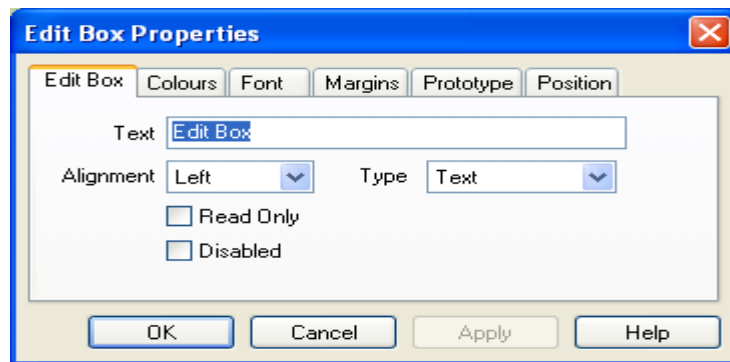 Edit Box Properties
Edit Box Colours Font Margins Prototype Position
Text Edit Box
Alignment Left Type Text
Read Only
Disabled
OK Cancel Apply Help